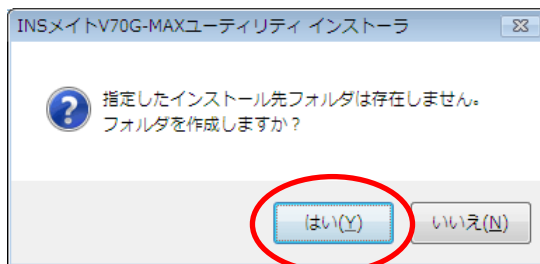 INSメイトV70G-MAXユーティリティ インストーラ
指定したインストール先フォルダは存在しません。
フォルダを作成しますか？
はい(Y)
いいえ(N)